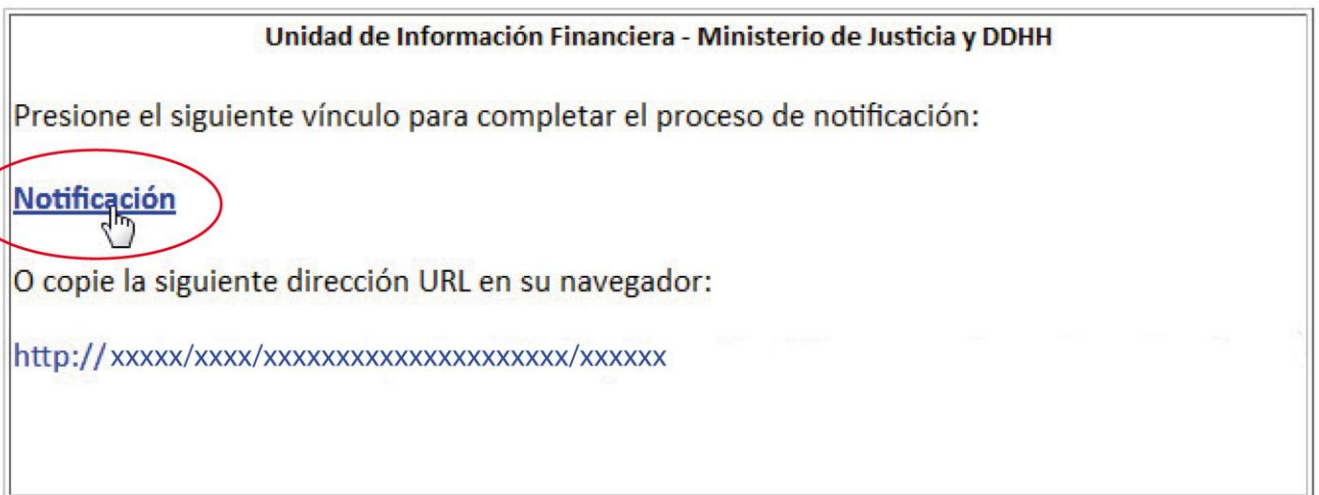 Unidad de Información Financiera - Ministerio de Justicia y DDHH
Presione el siguiente vínculo para completar el proceso de notificación:
Notificación
O copie la siguiente dirección URL en su navegador:
http://xxxxx/xxxx/xxxxxxxxxxxxxxxxxxxxx/xxxxxx